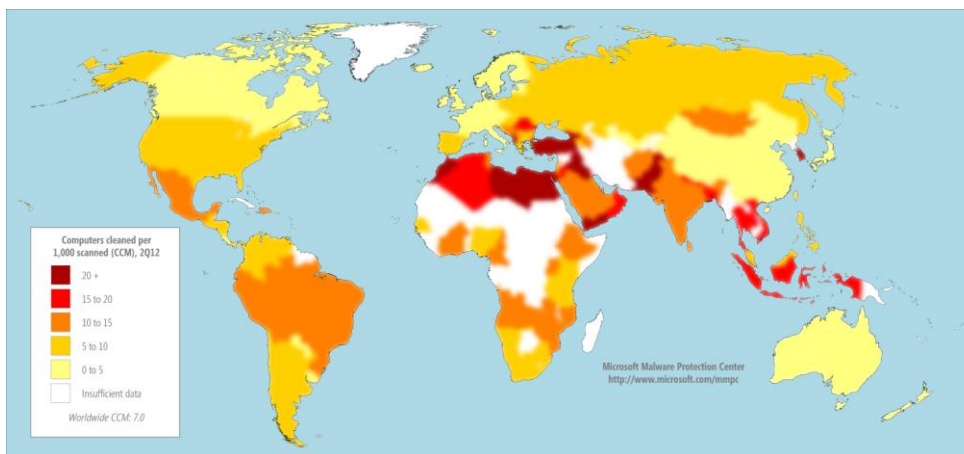 Computers cleaned per
1,000 scanned (CCM), 2Q12
20 +
15 to 20
10 to 15
5 to 10
0 to 5
Insufficient data
Worldwide CCM: 7.0
Microsoft Malware Protection Center
http://www.microsoft.com/mmpc